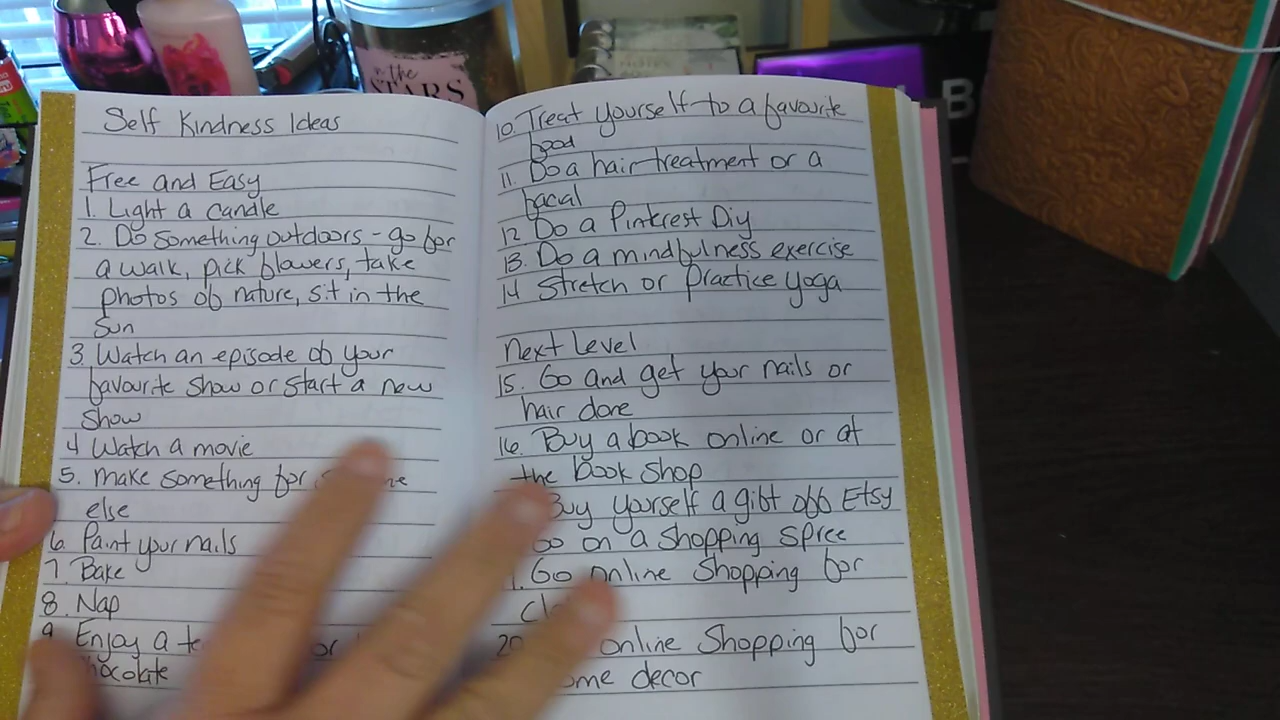 in the
STARS
B
Self Kindness Ideas
Free and Easy
1. Light a candle
2. Do something outdoors - go for
a walk, pick flowers, take
photos of nature, sit in the
Sun
3. Watch an episode of your
favourite show or start a new
show
4 Watch a movie
5. make something for
else
6. Paint your nails
7. Bake
8. Nap
9 Enjoy a or
10. Treat yourself to a favourite
food
11. Do a hair treatment or a
facial
12 Do a Pintrest Diy
13. Do a mindfulness exercise
14 Stretch or Practice yoga
next Level
15. Go and get your nails or
hair done
16. Buy a book online or at
the book shop
Buy yourself a gift off Etsy
on a shopping spree
Go online shopping for
20 online shopping for
decor